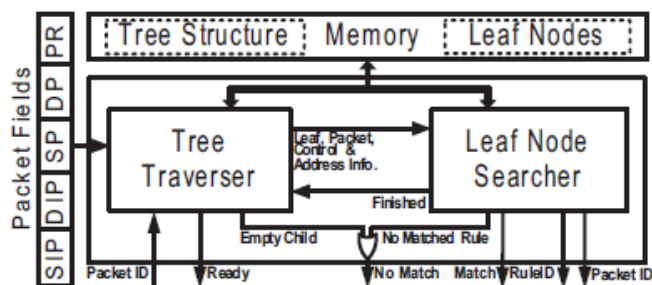 Packet Fields
PR
DP
SP
DIP
SIP
Tree Structure Memory Leaf Nodes
Tree Traverser
Leaf, Packet,
Control &
Address Info.
Finished
Leaf Node Searcher
Empty Child
No Matched Rule
Packet ID
Ready
No Match
Match
RuleID
Packet ID